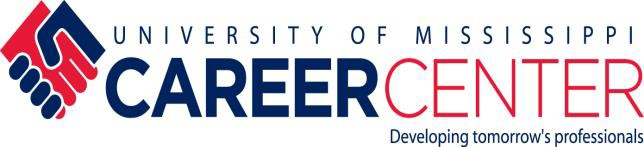 UNIVERSITY OF MISSISSIPPI
CAREERCENTER
Developing tomorrow's professionals